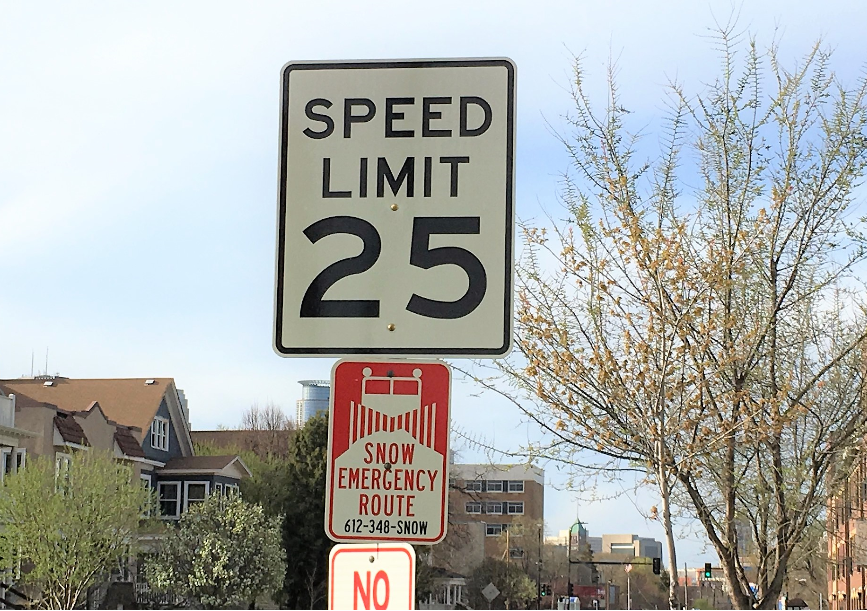 SPEED
LIMIT
25
SNOW
EMERGENCY
ROUTE
612-348-SNOW
NO